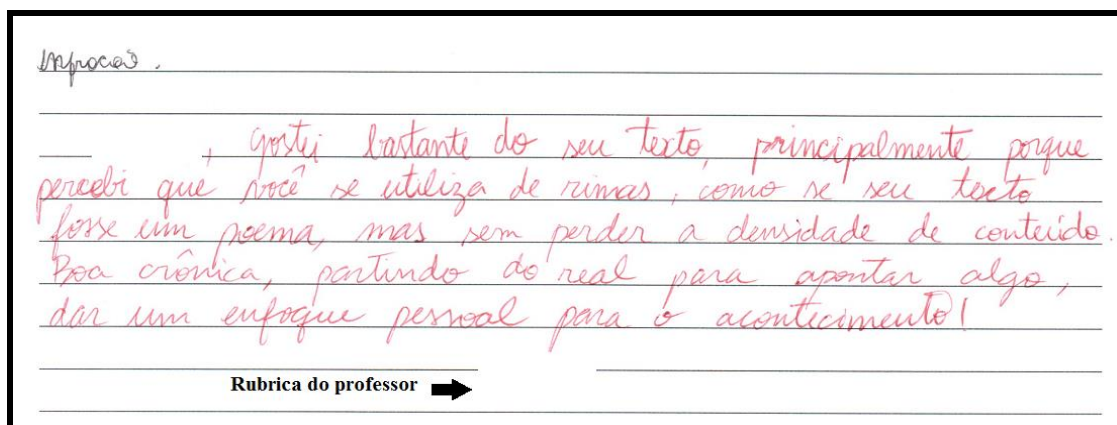 , gostei bastante do seu texto, principalmente porque
percebi que você se utiliza de rimas, como se seu texto
fosse um poema, mas sem perder a densidade de conteúdo.
Boa crônica, partindo do real para apontar algo,
dar um enfoque pessoal para o acontecimento!
Rubrica do professor